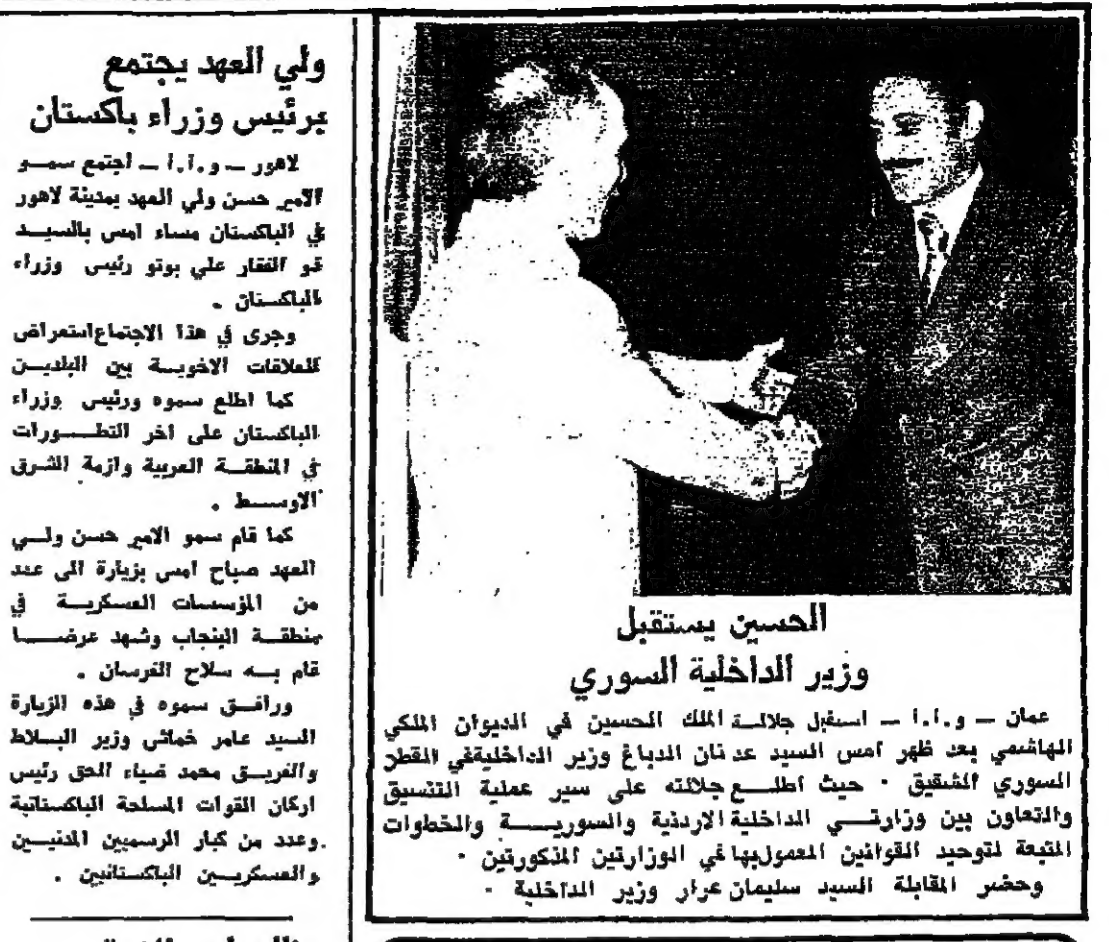 الحسين يستقبل
وزير الداخلية السوري
عمان ــ و.ا.ا ــ استقبل جلالة الملك الحسين في الديوان الملكي
الهاشمي بعد ظهر امس السيد عدنان الدباغ وزير الداخلية في القطر
السوري الشقيق ٠ حيث اطلع جلالته على سير عملية التنسيق
والتعاون بين وزارتي الداخلية الاردنية والسورية والخطوات
المتبعة لتوحيد القوانين المعمول بها في الوزارتين المذكورتين ٠
وحضر المقابلة السيد سليمان عرار وزير الداخلية ٠
ولي العهد يجتمع
برئيس وزراء باكستان
لاهور ــ و.ا.ا ــ اجتمع سمو
الامير حسن ولي العهد بمدينة لاهور
في الباكستان مساء امس بالسيد
ذو الفقار علي بوتو رئيس وزراء
الباكستان .
وجرى في هذا الاجتماع استعراض
للعلاقات الاخوية بين البلدين
كما اطلع سموه ورئيس وزراء
الباكستان على اخر التطورات
في المنطقة العربية وازمة الشرق
الاوسط .
كما قام سمو الامير حسن ولي
العهد صباح امس بزيارة الى عدد
من المؤسسات العسكرية في
منطقة البنجاب وشهد عرضا
قام به سلاح الفرسان .
ورافق سموه في هذه الزيارة
السيد عامر خماش وزير البلاط
والفريق محمد ضياء الحق رئيس
اركان القوات المسلحة الباكستانية
وعدد من كبار الرسميين المدنيين
والعسكريين الباكستانيين .